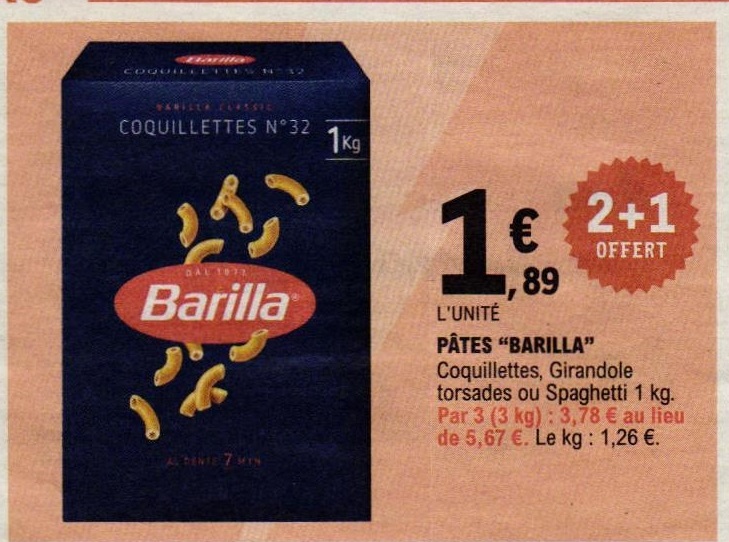 Barilla
COQUILLETTES N°32
BARILLA CLASSIC
COQUILLETTES N°32
1Kg
DAL 1877
Barilla®
AL DENTE 7 MIN
1€,89
2+1
OFFERT
L'UNITÉ
PÂTES “BARILLA”
Coquillettes, Girandole
torsades ou Spaghetti 1 kg.
Par 3 (3 kg) : 3,78 € au lieu
de 5,67 €. Le kg : 1,26 €.